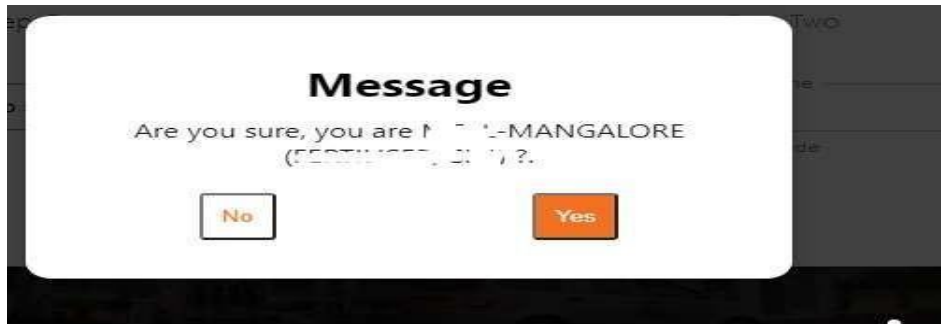 Two
Message
Are you sure, you are -MANGALORE
?.
No Yes